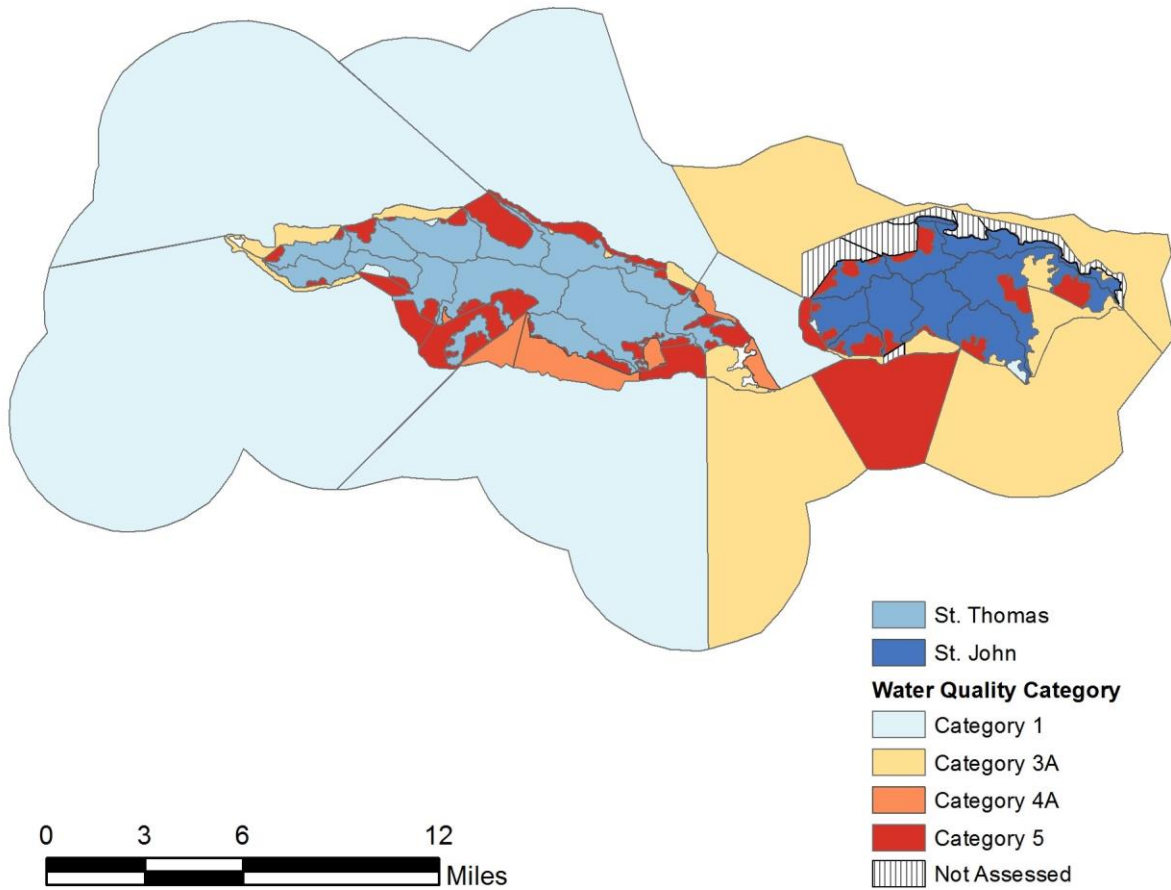 St. Thomas
St. John
Water Quality Category
Category 1
Category 3A
Category 4A
Category 5
Not Assessed
0 3 6 12
Miles